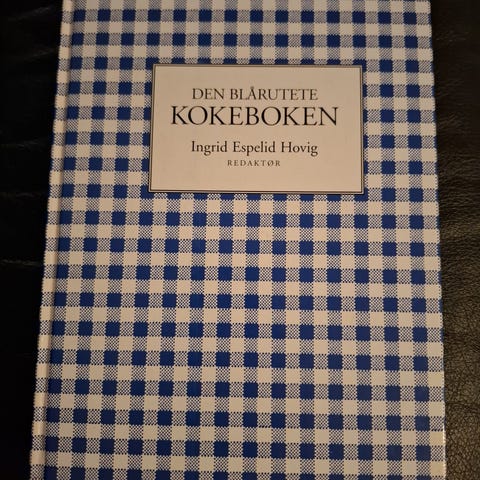 DEN BLÅRUTETE
KOKEBOKEN
Ingrid Espelid Hovig
REDAKTØR